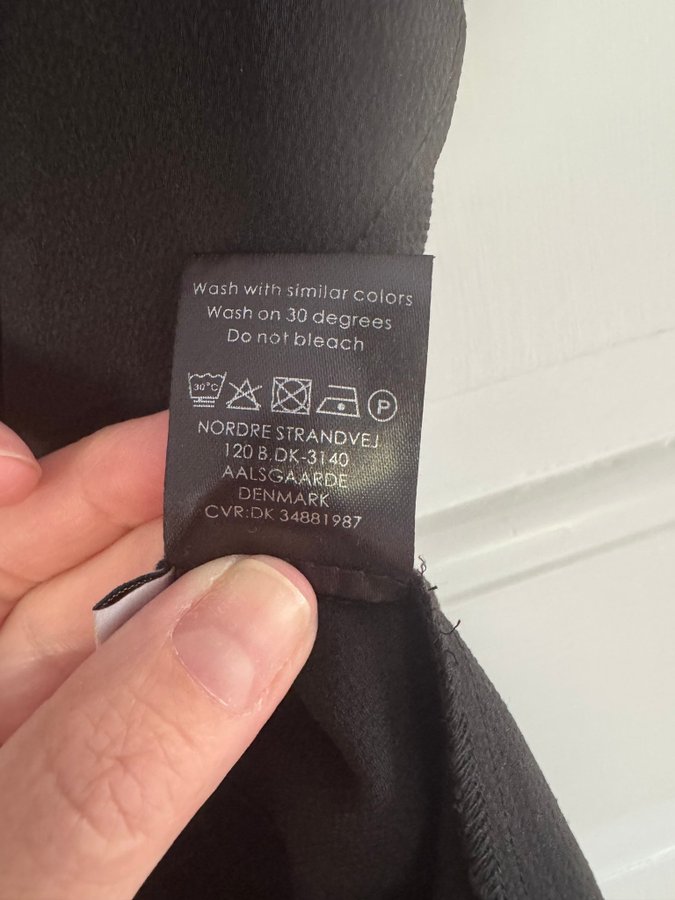 Wash with similar colors
Wash on 30 degrees
Do not bleach
30°C P
NORDRE STRANDVEJ
120 B.DK-3140
AALSGAARDE
DENMARK
CVR:DK 34881987